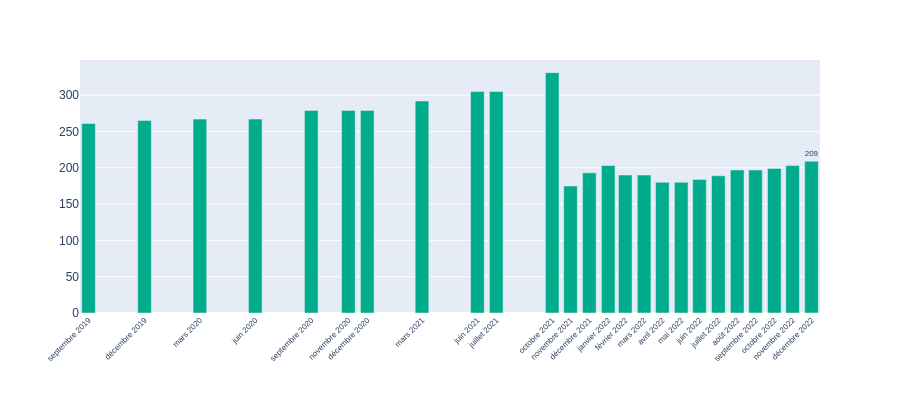 300
250
200
150
100
50
0
209
septembre 2019
décembre 2019
mars 2020
juin 2020
septembre 2020
novembre 2020
décembre 2020
mars 2021
juin 2021
juillet 2021
octobre 2021
novembre 2021
décembre 2021
janvier 2022
février 2022
mars 2022
avril 2022
mai 2022
juin 2022
juillet 2022
août 2022
septembre 2022
octobre 2022
novembre 2022
décembre 2022